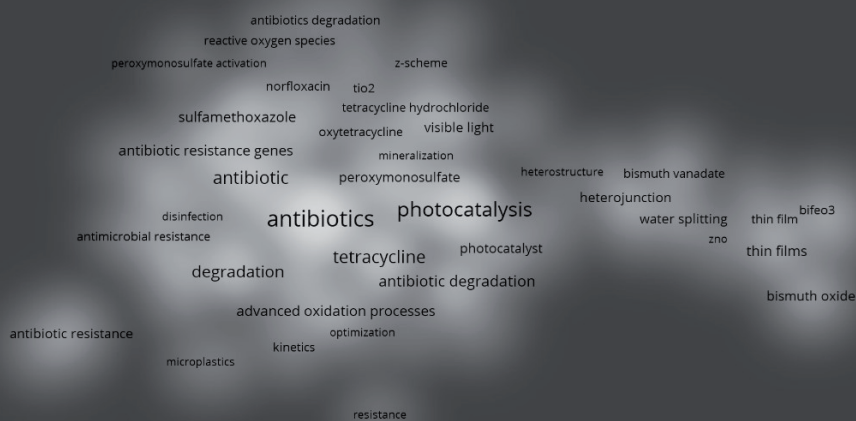 antibiotics degradation
reactive oxygen species
peroxymonosulfate activation
z-scheme
norfloxacin
tio2
tetracycline hydrochloride
sulfamethoxazole
oxytetracycline
visible light
antibiotic resistance genes
mineralization
heterostructure
bismuth vanadate
antibiotic
peroxymonosulfate
heterojunction
photocatalysis
bifeo3
disinfection
antibiotics
water splitting
thin film
antimicrobial resistance
zno
photocatalyst
thin films
tetracycline
degradation
antibiotic degradation
bismuth oxide
advanced oxidation processes
antibiotic resistance
optimization
kinetics
microplastics
resistance